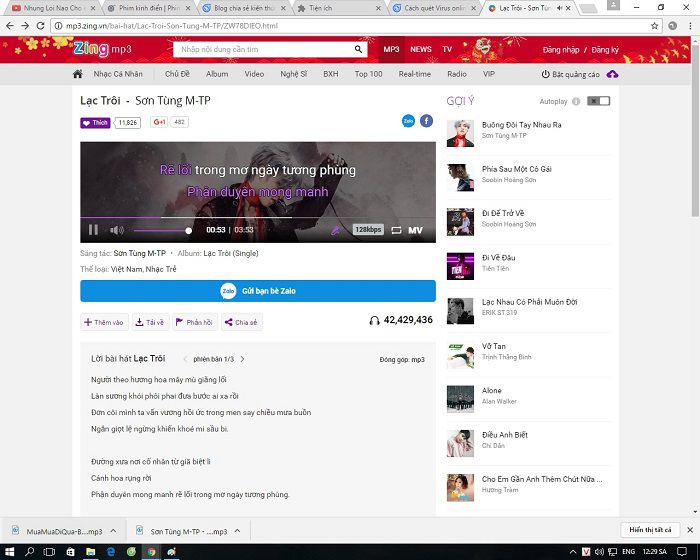 Nhung Loi Nao Cho
Phim kinh điển | Phim
Blog chia sẻ kiến thứ
Tiện ích
Cách quét Virus online
Lạc Trôi - Sơn Tùng M
mp3.zing.vn/bai-hat/Lac-Troi-Son-Tung-M-TP/ZW78DIEO.html
Zing mp3
Nhập nội dung cần tìm
MP3 NEWS TV
Đăng nhập / Đăng ký
Nhạc Cá Nhân Chủ Đề Album Video Nghệ Sĩ BXH Top 100 Real-time Radio VIP
Bật quảng cáo
Lạc Trôi - Sơn Tùng M-TP
Thích 11,826 G+1 482
Zalo
Rẽ lối trong mơ ngày tương phùng
Phận duyên mong manh
00:53 | 03:53 128kbps MV
Sáng tác: Sơn Tùng M-TP • Album: Lạc Trôi (Single)
Thể loại: Việt Nam, Nhạc Trẻ
Zalo Gửi bạn bè Zalo
Thêm vào Tải về Phản hồi Chia sẻ 42,429,436
Lời bài hát Lạc Trôi phiên bản 1/3 Đóng góp: mp3
Người theo hương hoa mây mù giăng lối
Làn sương khói phôi phai đưa bước ai xa rồi
Đơn côi mình ta vấn vương hồi ức trong men say chiều mưa buồn
Ngăn giọt lệ ngừng khiến khoé mi sầu bi.
Đường xưa nơi cố nhân từ giã biệt li
Cánh hoa rụng rời
Phận duyên mong manh rẽ lối trong mơ ngày tương phùng.
GỢI Ý
Autoplay
Buông Đôi Tay Nhau Ra
Sơn Tùng M-TP
Phía Sau Một Cô Gái
Soobin Hoàng Sơn
Đi Để Trở Về
Soobin Hoàng Sơn
Đi Về Đâu
Tiên Tiên
Lạc Nhau Có Phải Muôn Đời
ERIK ST.319
Vỡ Tan
Trịnh Thăng Bình
Alone
Alan Walker
Điều Anh Biết
Chi Dân
Cho Em Gần Anh Thêm Chút Nữa ...
Hương Tràm
MuaMuaDiQua-B....mp3
Sơn Tùng M-TP - ....mp3
Hiển thị tất cả
ENG 12:29 SA